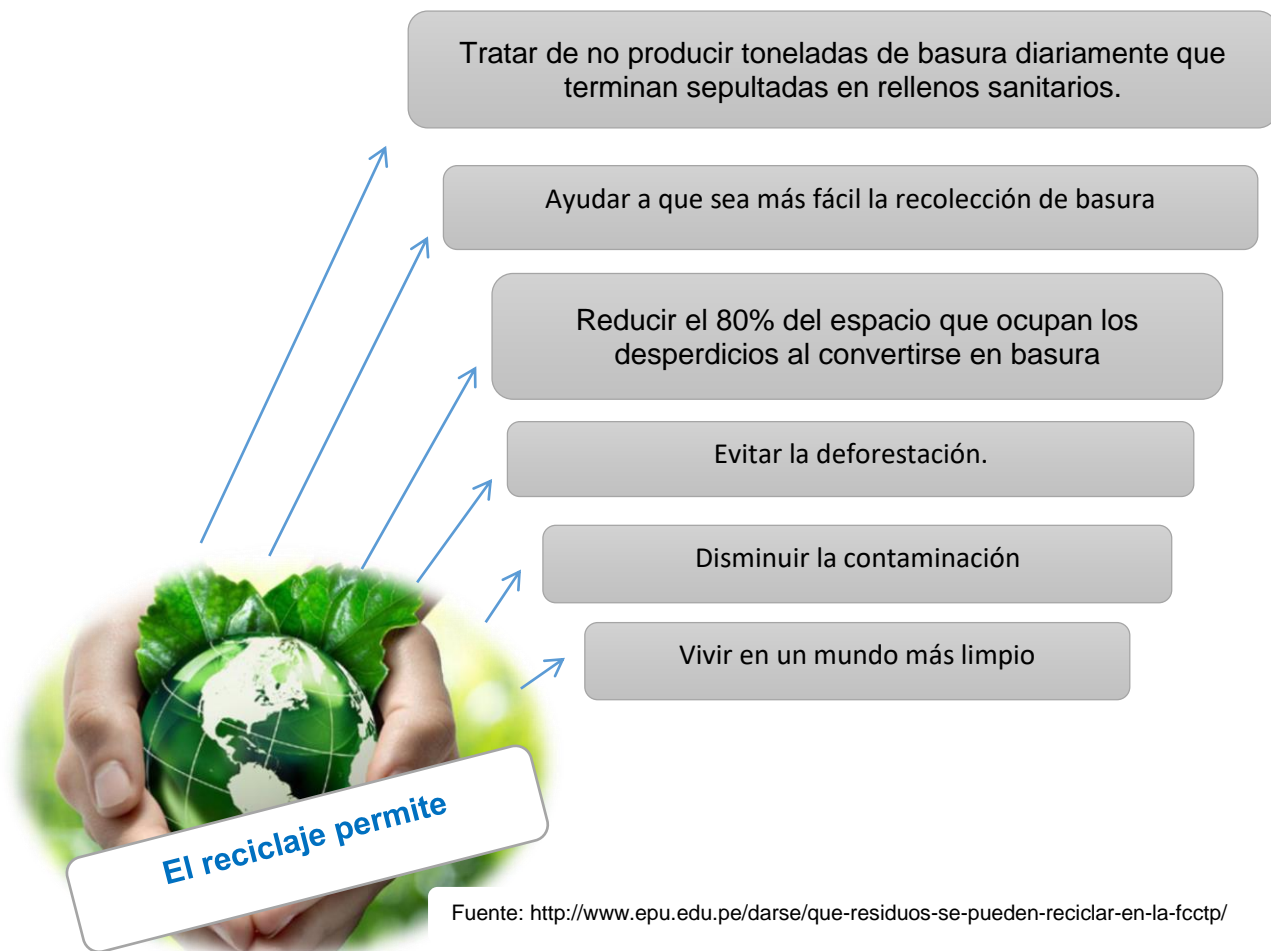 Tratar de no producir toneladas de basura diariamente que
terminan sepultadas en rellenos sanitarios.
Ayudar a que sea más fácil la recolección de basura
Reducir el 80% del espacio que ocupan los
desperdicios al convertirse en basura
Evitar la deforestación.
Disminuir la contaminación
Vivir en un mundo más limpio
El reciclaje permite
Fuente: http://www.epu.edu.pe/darse/que-residuos-se-pueden-reciclar-en-la-fcctp/